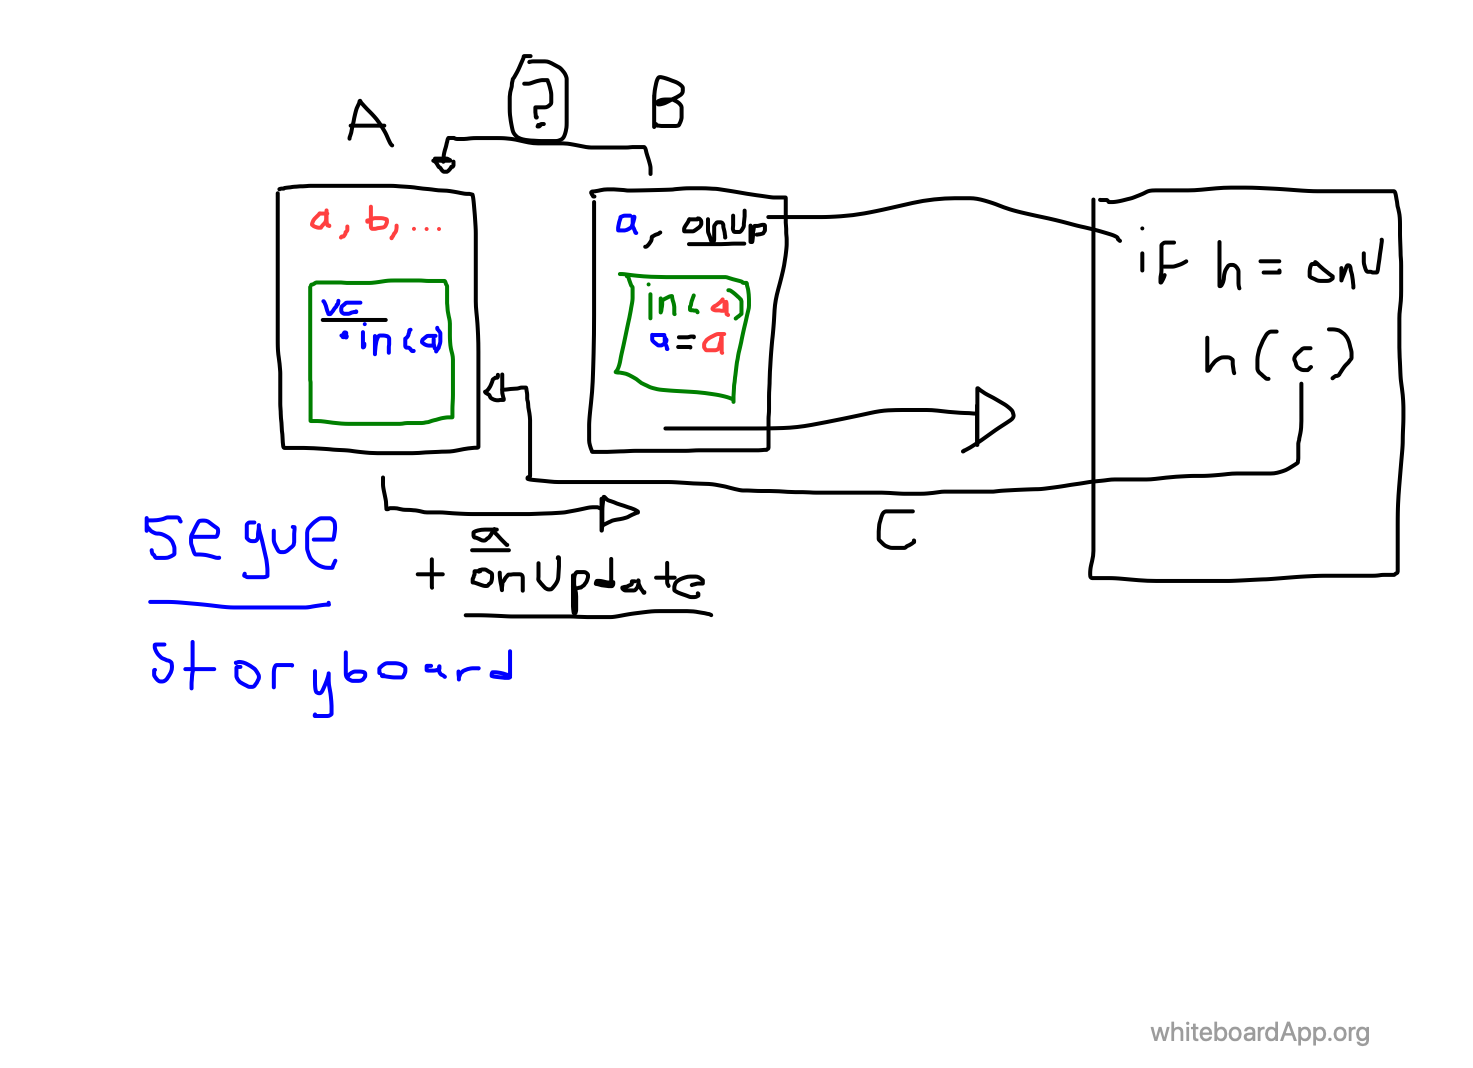 ?
A
B
a, b, ...
vc
.in(a)
a, onUp
in(a)
a=a
if h = onU
h(c)
a
+ onUpdate
c
segue
storyboard
whiteboardApp.org